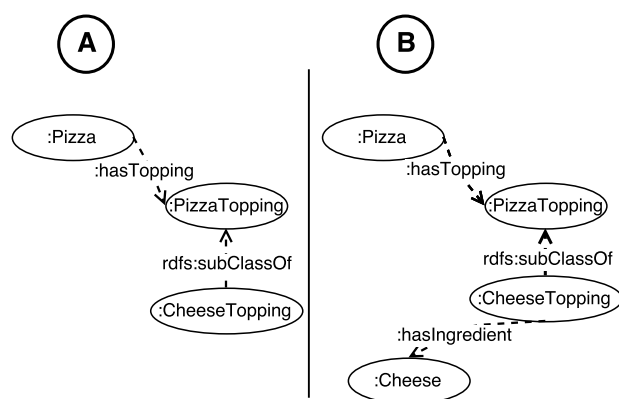 A
:Pizza
:hasTopping
:PizzaTopping
rdfs:subClassOf
:CheeseTopping
B
:Pizza
:hasTopping
:PizzaTopping
rdfs:subClassOf
:CheeseTopping
:hasIngredient
:Cheese